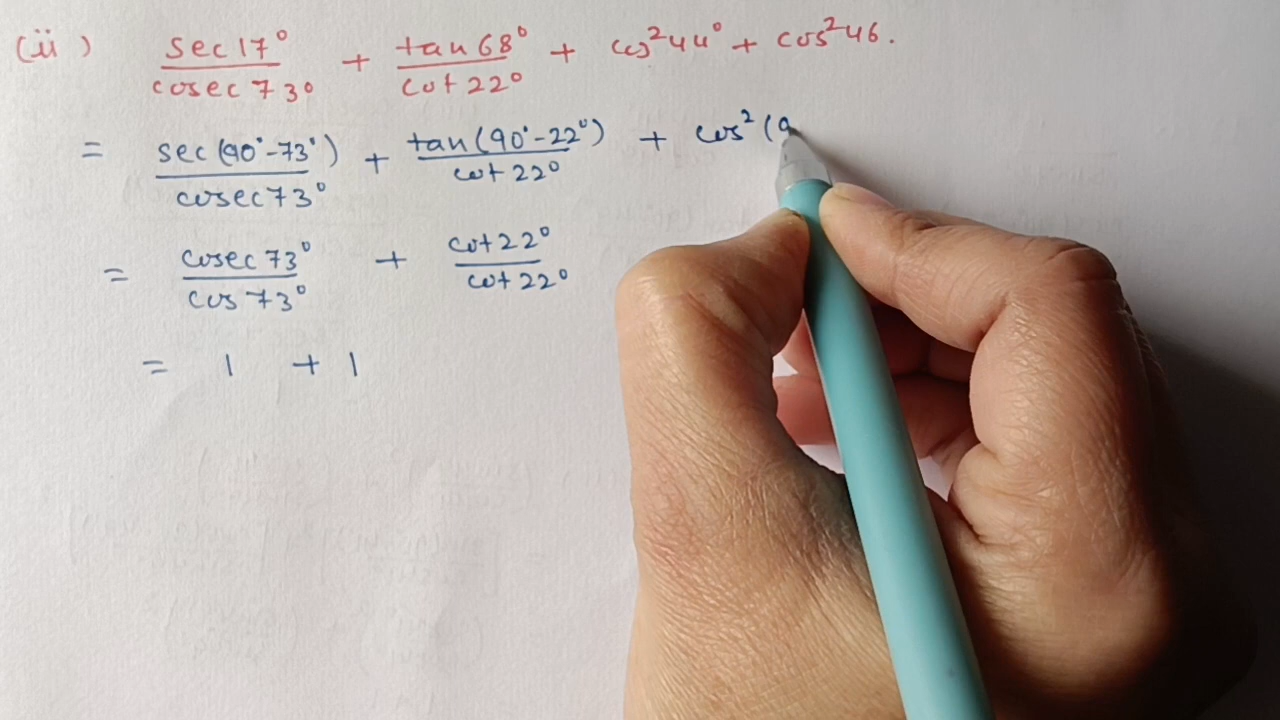 (ii) sec17°/cosec73° + tan68°/cot22° + cos²44° + cos²46.
= sec(90°-73°)/cosec73° + tan(90°-22°)/cot22° + cos²(9
= cosec73°/cos73° + cot22°/cot22°
= 1 + 1